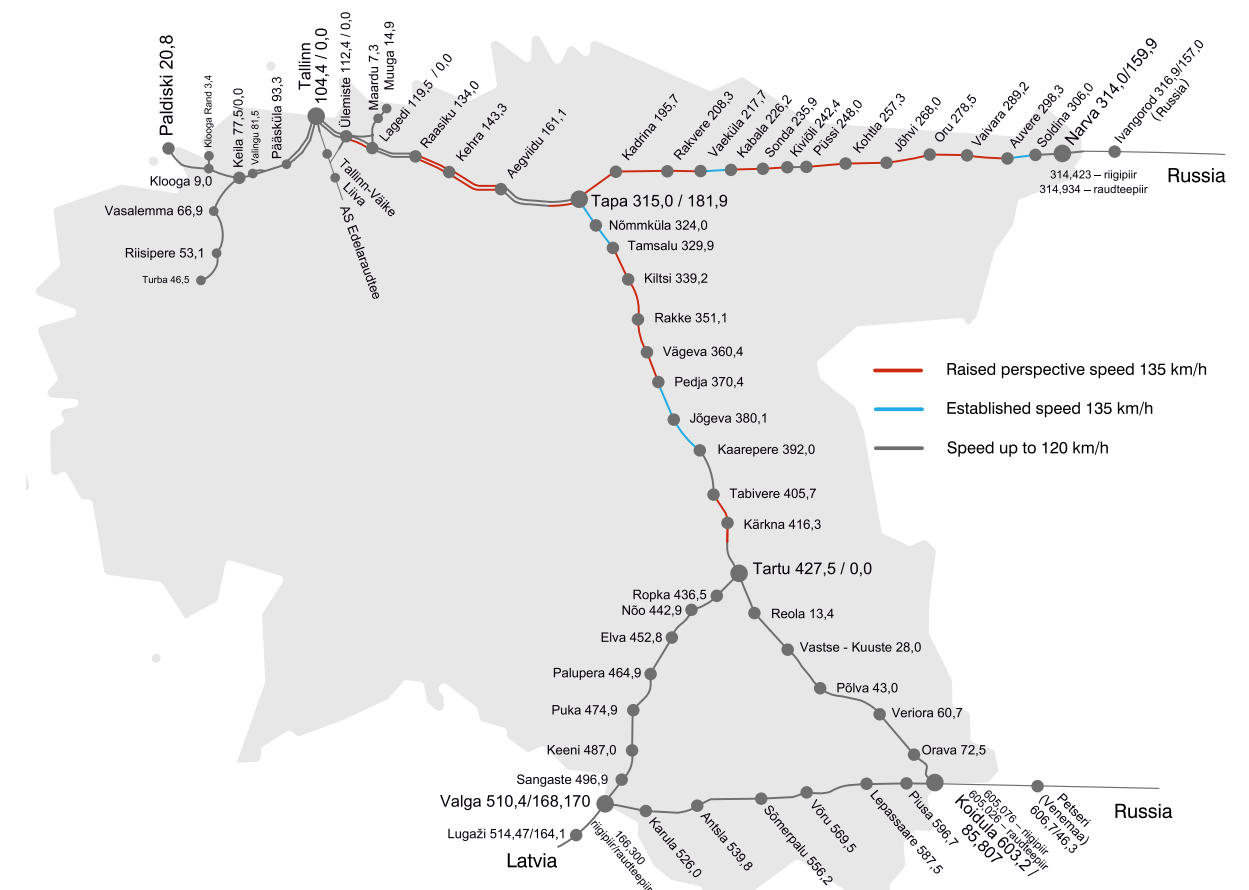 Paldiski 20,8
Klooga Rand 3,4
Klooga 9,0
Keila 77,5/0,0
Valingu 81,5
Pääsküla 93,3
Tallinn
104,4 / 0,0
Ülemiste 112,4 / 0,0
Maardu 7,3
Muuga 14,9
Lagedi 119,5 / 0,0
Raasiku 134,0
Kehra 143,3
Aegviidu 161,1
Vasalemma 66,9
Riisipere 53,1
Turba 46,5
Tallinn-Väike
Liiva
AS Edelaraudtee
Tapa 315,0 / 181,9
Kadrina 195,7
Rakvere 208,3
Vaeküla 217,7
Kabala 226,2
Sonda 235,9
Kiviõli 242,4
Püssi 248,0
Kohtla 257,3
Jõhvi 268,0
Oru 278,5
Vaivara 289,2
Auvere 298,3
Soldina 306,0
Narva 314,0/159,9
Ivangorod 316,9/157,0
(Russia)
314,423 – riigipiir
314,934 – raudteepiir
Russia
Nõmmküla 324,0
Tamsalu 329,9
Kiltsi 339,2
Rakke 351,1
Vägeva 360,4
Pedja 370,4
Jõgeva 380,1
Kaarepere 392,0
Tabivere 405,7
Kärkna 416,3
Raised perspective speed 135 km/h
Established speed 135 km/h
Speed up to 120 km/h
Tartu 427,5 / 0,0
Ropka 436,5
Nõo 442,9
Elva 452,8
Palupera 464,9
Puka 474,9
Keeni 487,0
Sangaste 496,9
Valga 510,4/168,170
Lugaži 514,47/164,1
Latvia
166,300
riigipiir/raudteepiir
Reola 13,4
Vastse - Kuuste 28,0
Põlva 43,0
Veriora 60,7
Orava 72,5
Karula 526,0
Antsla 539,8
Sõmerpalu 556,2
Võru 569,5
Lepassaare 587,5
Piusa 596,7
Koidula 603,2 /
85,807
605,026 – raudteepiir
605,076 – riigipiir
Petseri
(Venemaa)
606,7/46,3
Russia